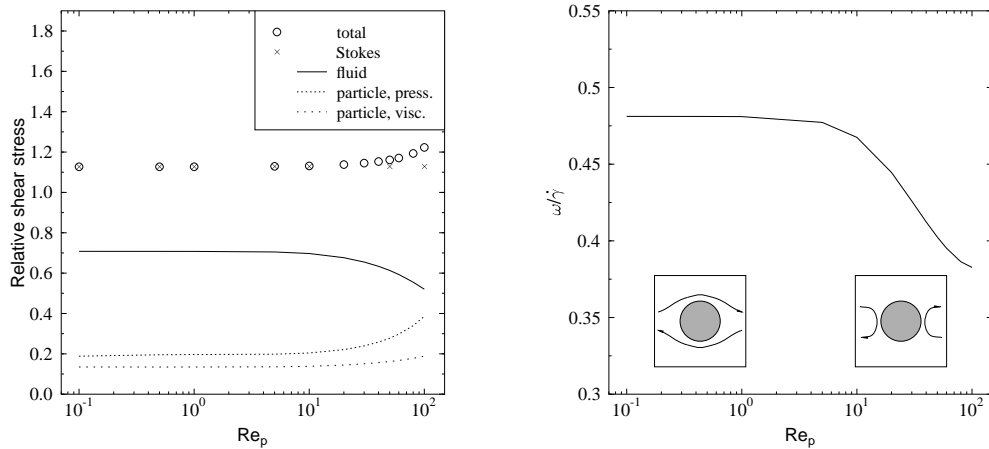 Relative shear stress
1.8
1.6
1.4
1.2
1.0
0.8
0.6
0.4
0.2
0.0
total
Stokes
fluid
particle, press.
particle, visc.
10^-1
10^0
10^1
10^2
Re_p
ω/γ̇
0.55
0.5
0.45
0.4
0.35
0.3
10^-1
10^0
10^1
10^2
Re_p